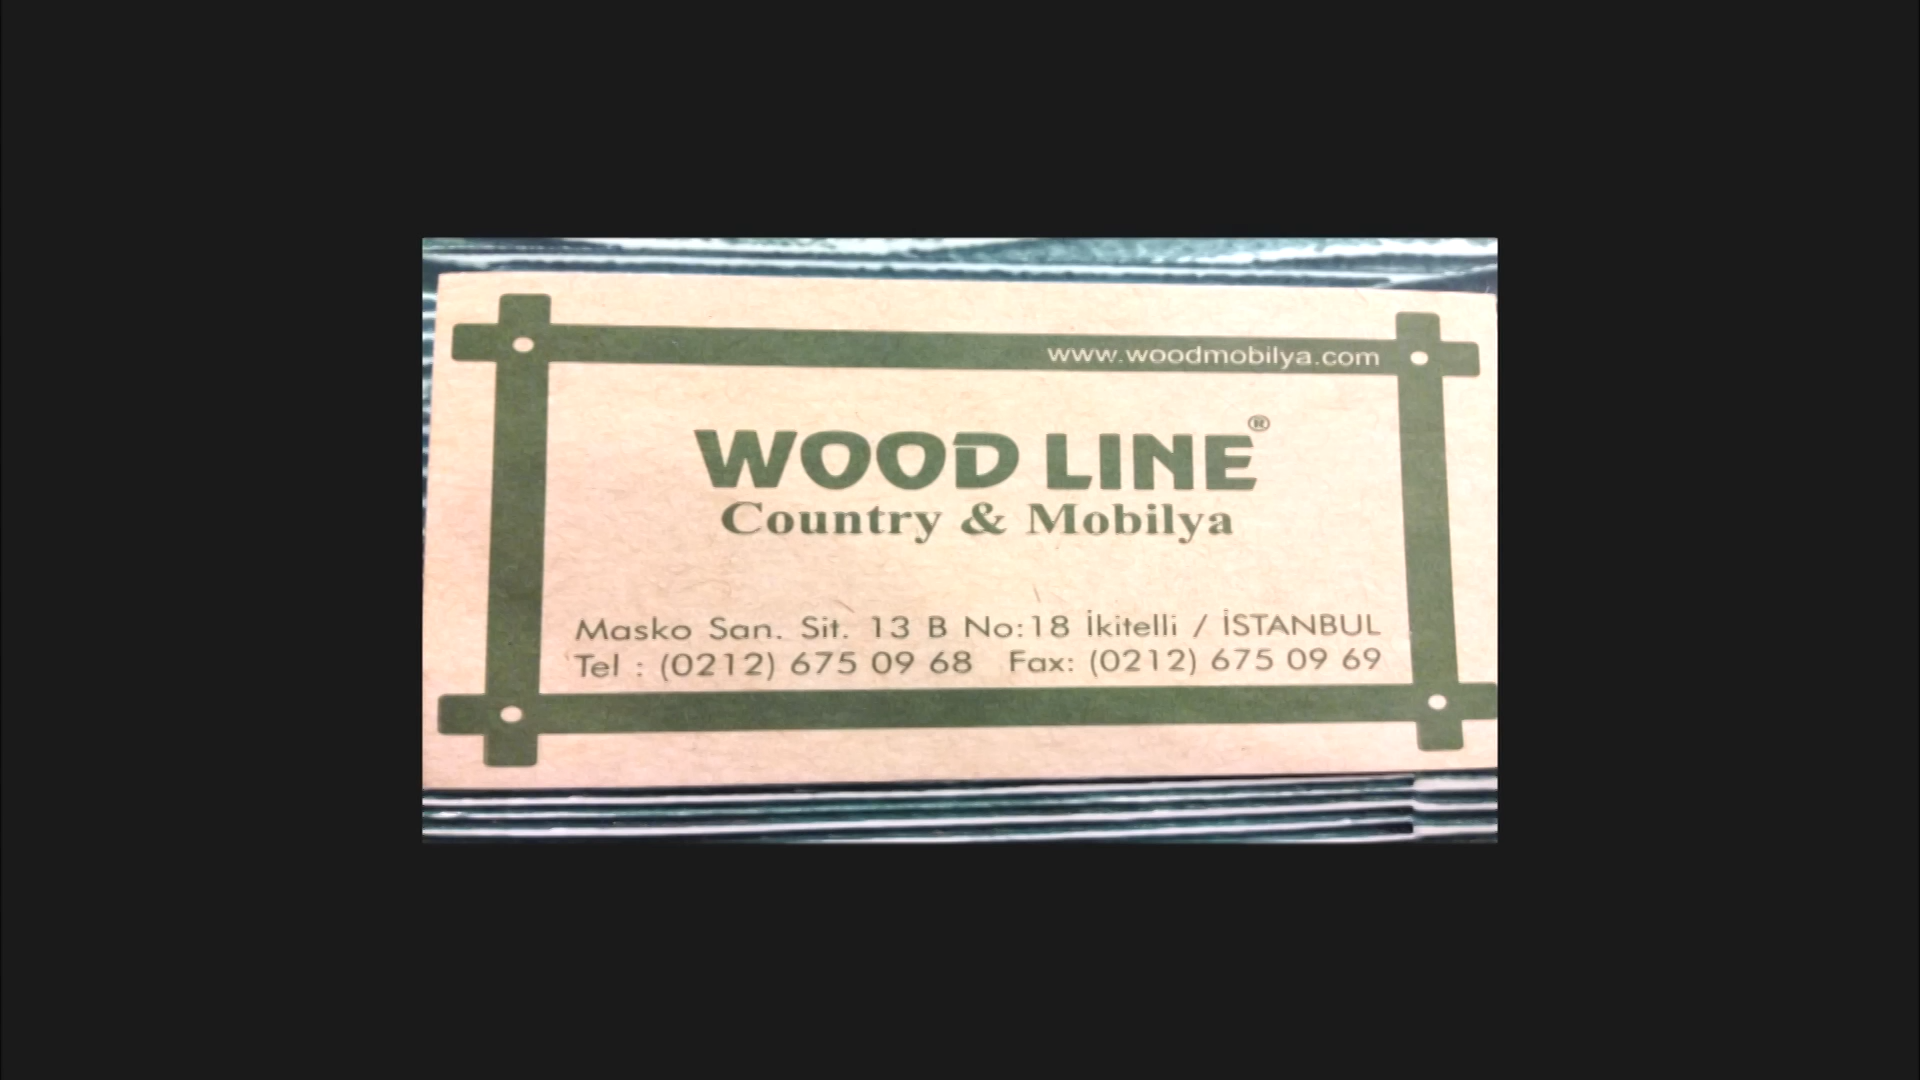 www.woodmobilya.com
WOOD LINE®
Country & Mobilya
Masko San. Sit. 13 B No:18 İkitelli / İSTANBUL
Tel : (0212) 675 09 68 Fax: (0212) 675 09 69